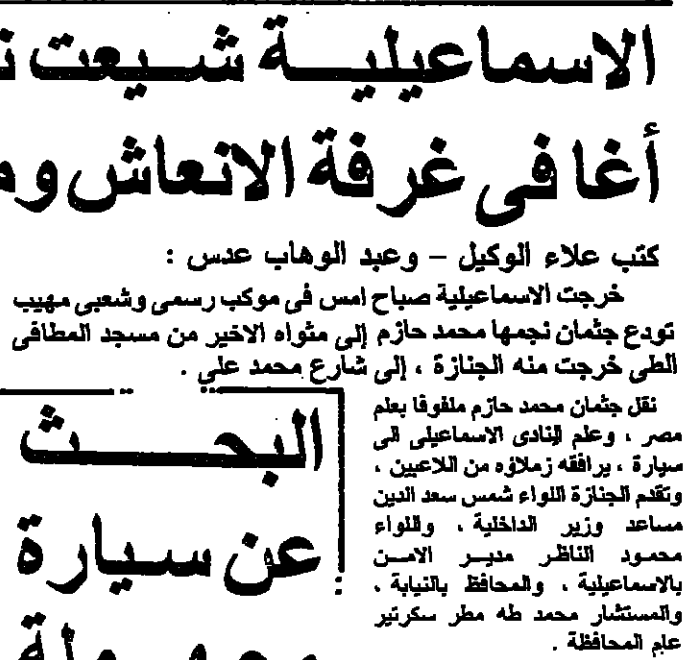 الاسماعيليــة شــيعت
أغا فى غرفة الانعاش
كتب علاء الوكيل – وعبد الوهاب عدس :
خرجت الاسماعيلية صباح امس فى موكب رسمى وشعبى مهيب
تودع جثمان نجمها محمد حازم إلى مثواه الاخير من مسجد المطافى
الطى خرجت منه الجنازة ، إلى شارع محمد على .
نقل جثمان محمد حازم ملفوفا بعلم
مصر ، وعلم النادى الاسماعيلى الى
سيارة ، يرافقه زملاؤه من اللاعبين ،
وتقدم الجنازة اللواء شمس سعد الدين
مساعد وزير الداخلية ، واللواء
محمود الناظر مدير الامن
بالاسماعيلية ، والمحافظ بالنيابة ،
والمستشار محمد طه مطر سكرتير
عام المحافظة .
البحــــث
عن سيارة